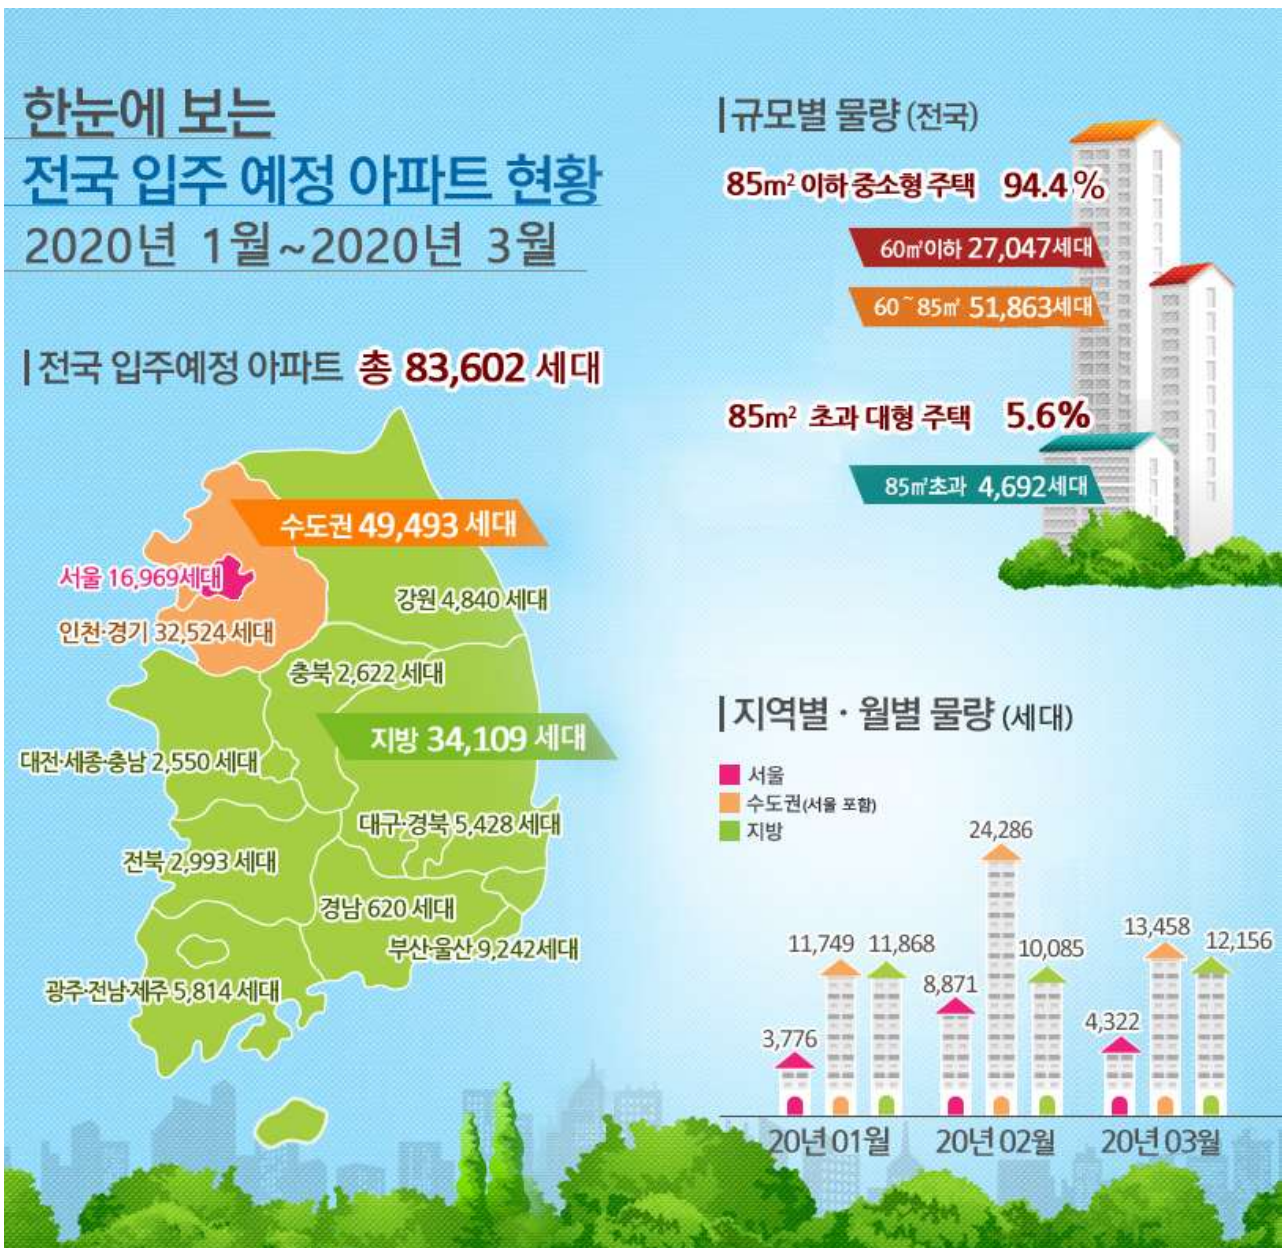 한눈에 보는
전국 입주 예정 아파트 현황
2020년 1월~2020년 3월
전국 입주예정 아파트 총 83,602 세대
수도권 49,493 세대
서울 16,969세대
인천·경기 32,524 세대
강원 4,840 세대
충북 2,622 세대
지방 34,109 세대
대전·세종·충남 2,550 세대
대구·경북 5,428 세대
전북 2,993 세대
경남 620 세대
부산·울산 9,242세대
광주·전남·제주 5,814 세대
규모별 물량 (전국)
85m² 이하 중소형 주택 94.4%
60㎡이하 27,047세대
60~85㎡ 51,863세대
85m² 초과 대형 주택 5.6%
85㎡초과 4,692세대
지역별 · 월별 물량 (세대)
서울
수도권(서울 포함)
지방
3,776 11,749 11,868
8,871 24,286 10,085
4,322 13,458 12,156
20년 01월 20년 02월 20년 03월